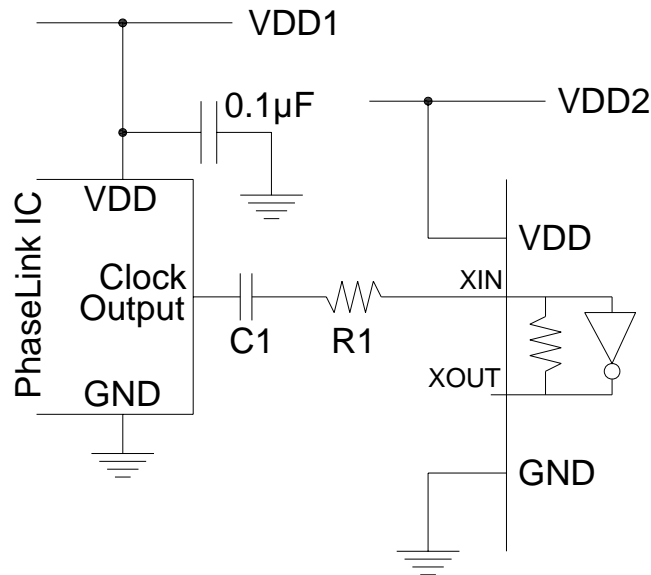 VDD1
0.1µF
VDD2
PhaseLink IC
VDD
VDD
Clock
Output
XIN
C1
R1
XOUT
GND
GND